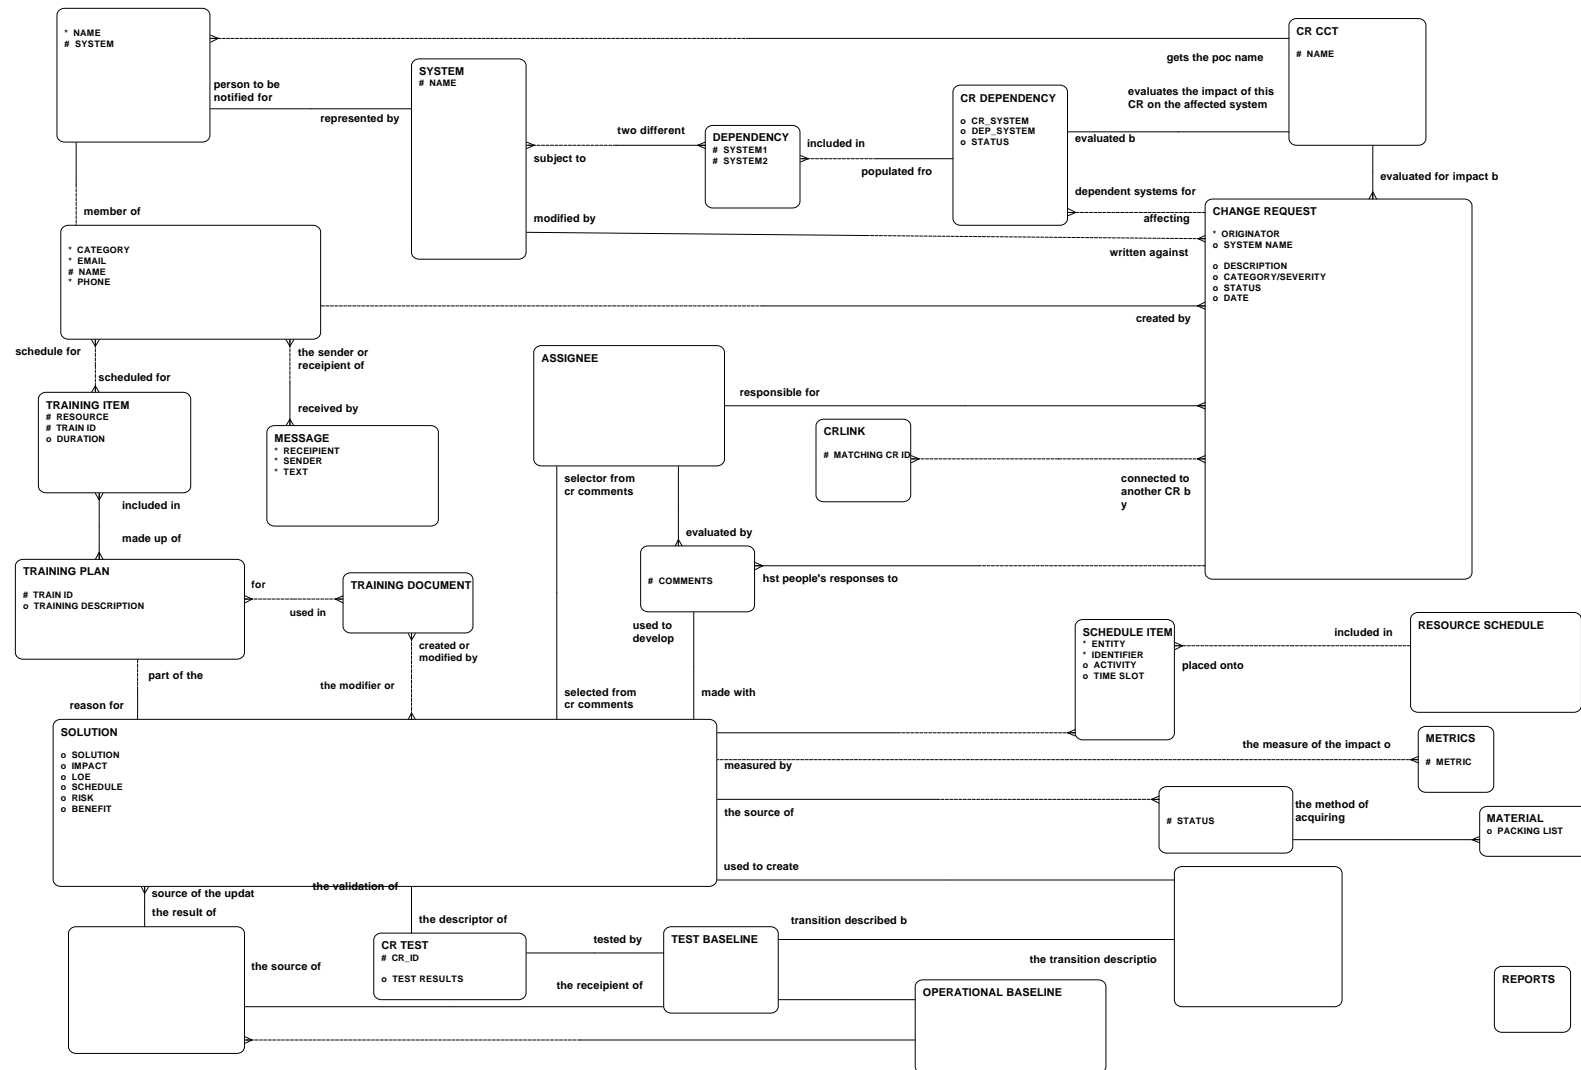 * NAME
# SYSTEM
CR CCT
# NAME
gets the poc name
SYSTEM
# NAME
person to be
notified for
represented by
evaluates the impact of this
CR on the affected system
CR DEPENDENCY
o CR_SYSTEM
o DEP_SYSTEM
o STATUS
two different
DEPENDENCY
# SYSTEM1
# SYSTEM2
included in
evaluated b
subject to
populated fro
evaluated for impact b
dependent systems for
member of
modified by
affecting
CHANGE REQUEST
* ORIGINATOR
o SYSTEM NAME
o DESCRIPTION
o CATEGORY/SEVERITY
o STATUS
o DATE
written against
* CATEGORY
* EMAIL
# NAME
* PHONE
created by
schedule for
the sender or
receipient of
ASSIGNEE
scheduled for
responsible for
TRAINING ITEM
# RESOURCE
# TRAIN ID
o DURATION
received by
MESSAGE
* RECEIPIENT
* SENDER
* TEXT
CRLINK
# MATCHING CR ID
selector from
cr comments
connected to
another CR b
y
included in
made up of
evaluated by
TRAINING PLAN
# TRAIN ID
o TRAINING DESCRIPTION
for
used in
TRAINING DOCUMENT
# COMMENTS
hst people's responses to
used to
develop
created or
modified by
SCHEDULE ITEM
* ENTITY
* IDENTIFIER
o ACTIVITY
o TIME SLOT
included in
RESOURCE SCHEDULE
placed onto
part of the
the modifier or
selected from
cr comments
made with
reason for
SOLUTION
o SOLUTION
o IMPACT
o LOE
o SCHEDULE
o RISK
o BENEFIT
the measure of the impact o
METRICS
# METRIC
measured by
the source of
# STATUS
the method of
acquiring
MATERIAL
o PACKING LIST
used to create
source of the updat
the validation of
the result of
the descriptor of
transition described b
CR TEST
# CR_ID
o TEST RESULTS
tested by
TEST BASELINE
the source of
the transition descriptio
the receipient of
OPERATIONAL BASELINE
REPORTS